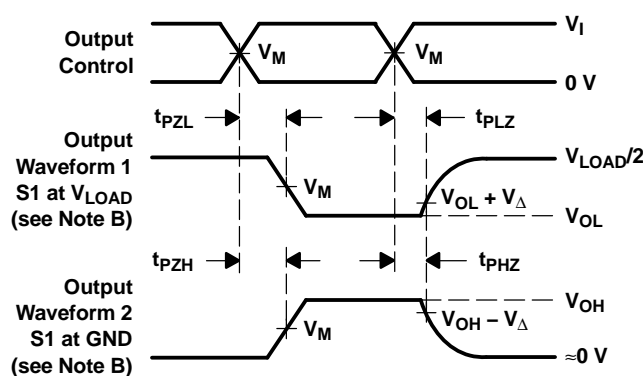 Output
Control
V_I
V_M
V_M
0 V
t_PZL
t_PLZ
Output
Waveform 1
S1 at V_LOAD
(see Note B)
V_LOAD/2
V_M
V_OL + V_Δ
V_OL
t_PZH
t_PHZ
Output
Waveform 2
S1 at GND
(see Note B)
V_OH
V_M
V_OH – V_Δ
≈0 V